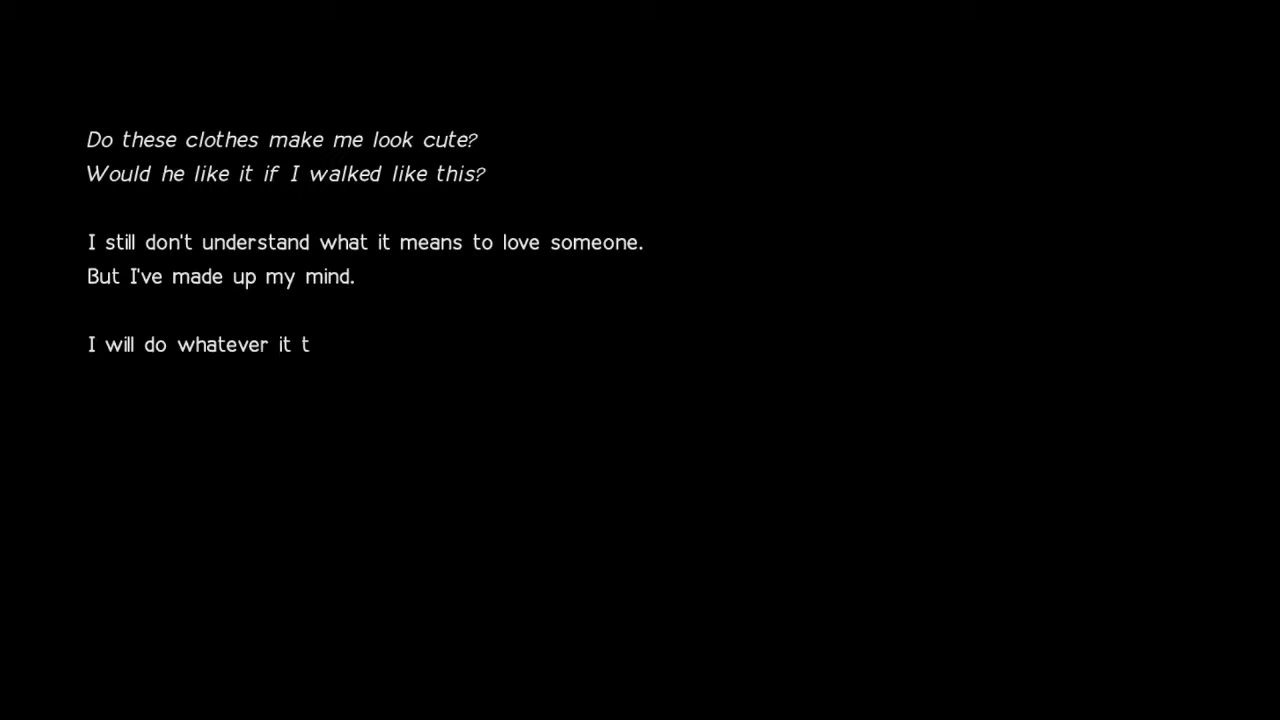 Do these clothes make me look cute?
Would he like it if I walked like this?
I still don't understand what it means to love someone.
But I've made up my mind.
I will do whatever it t